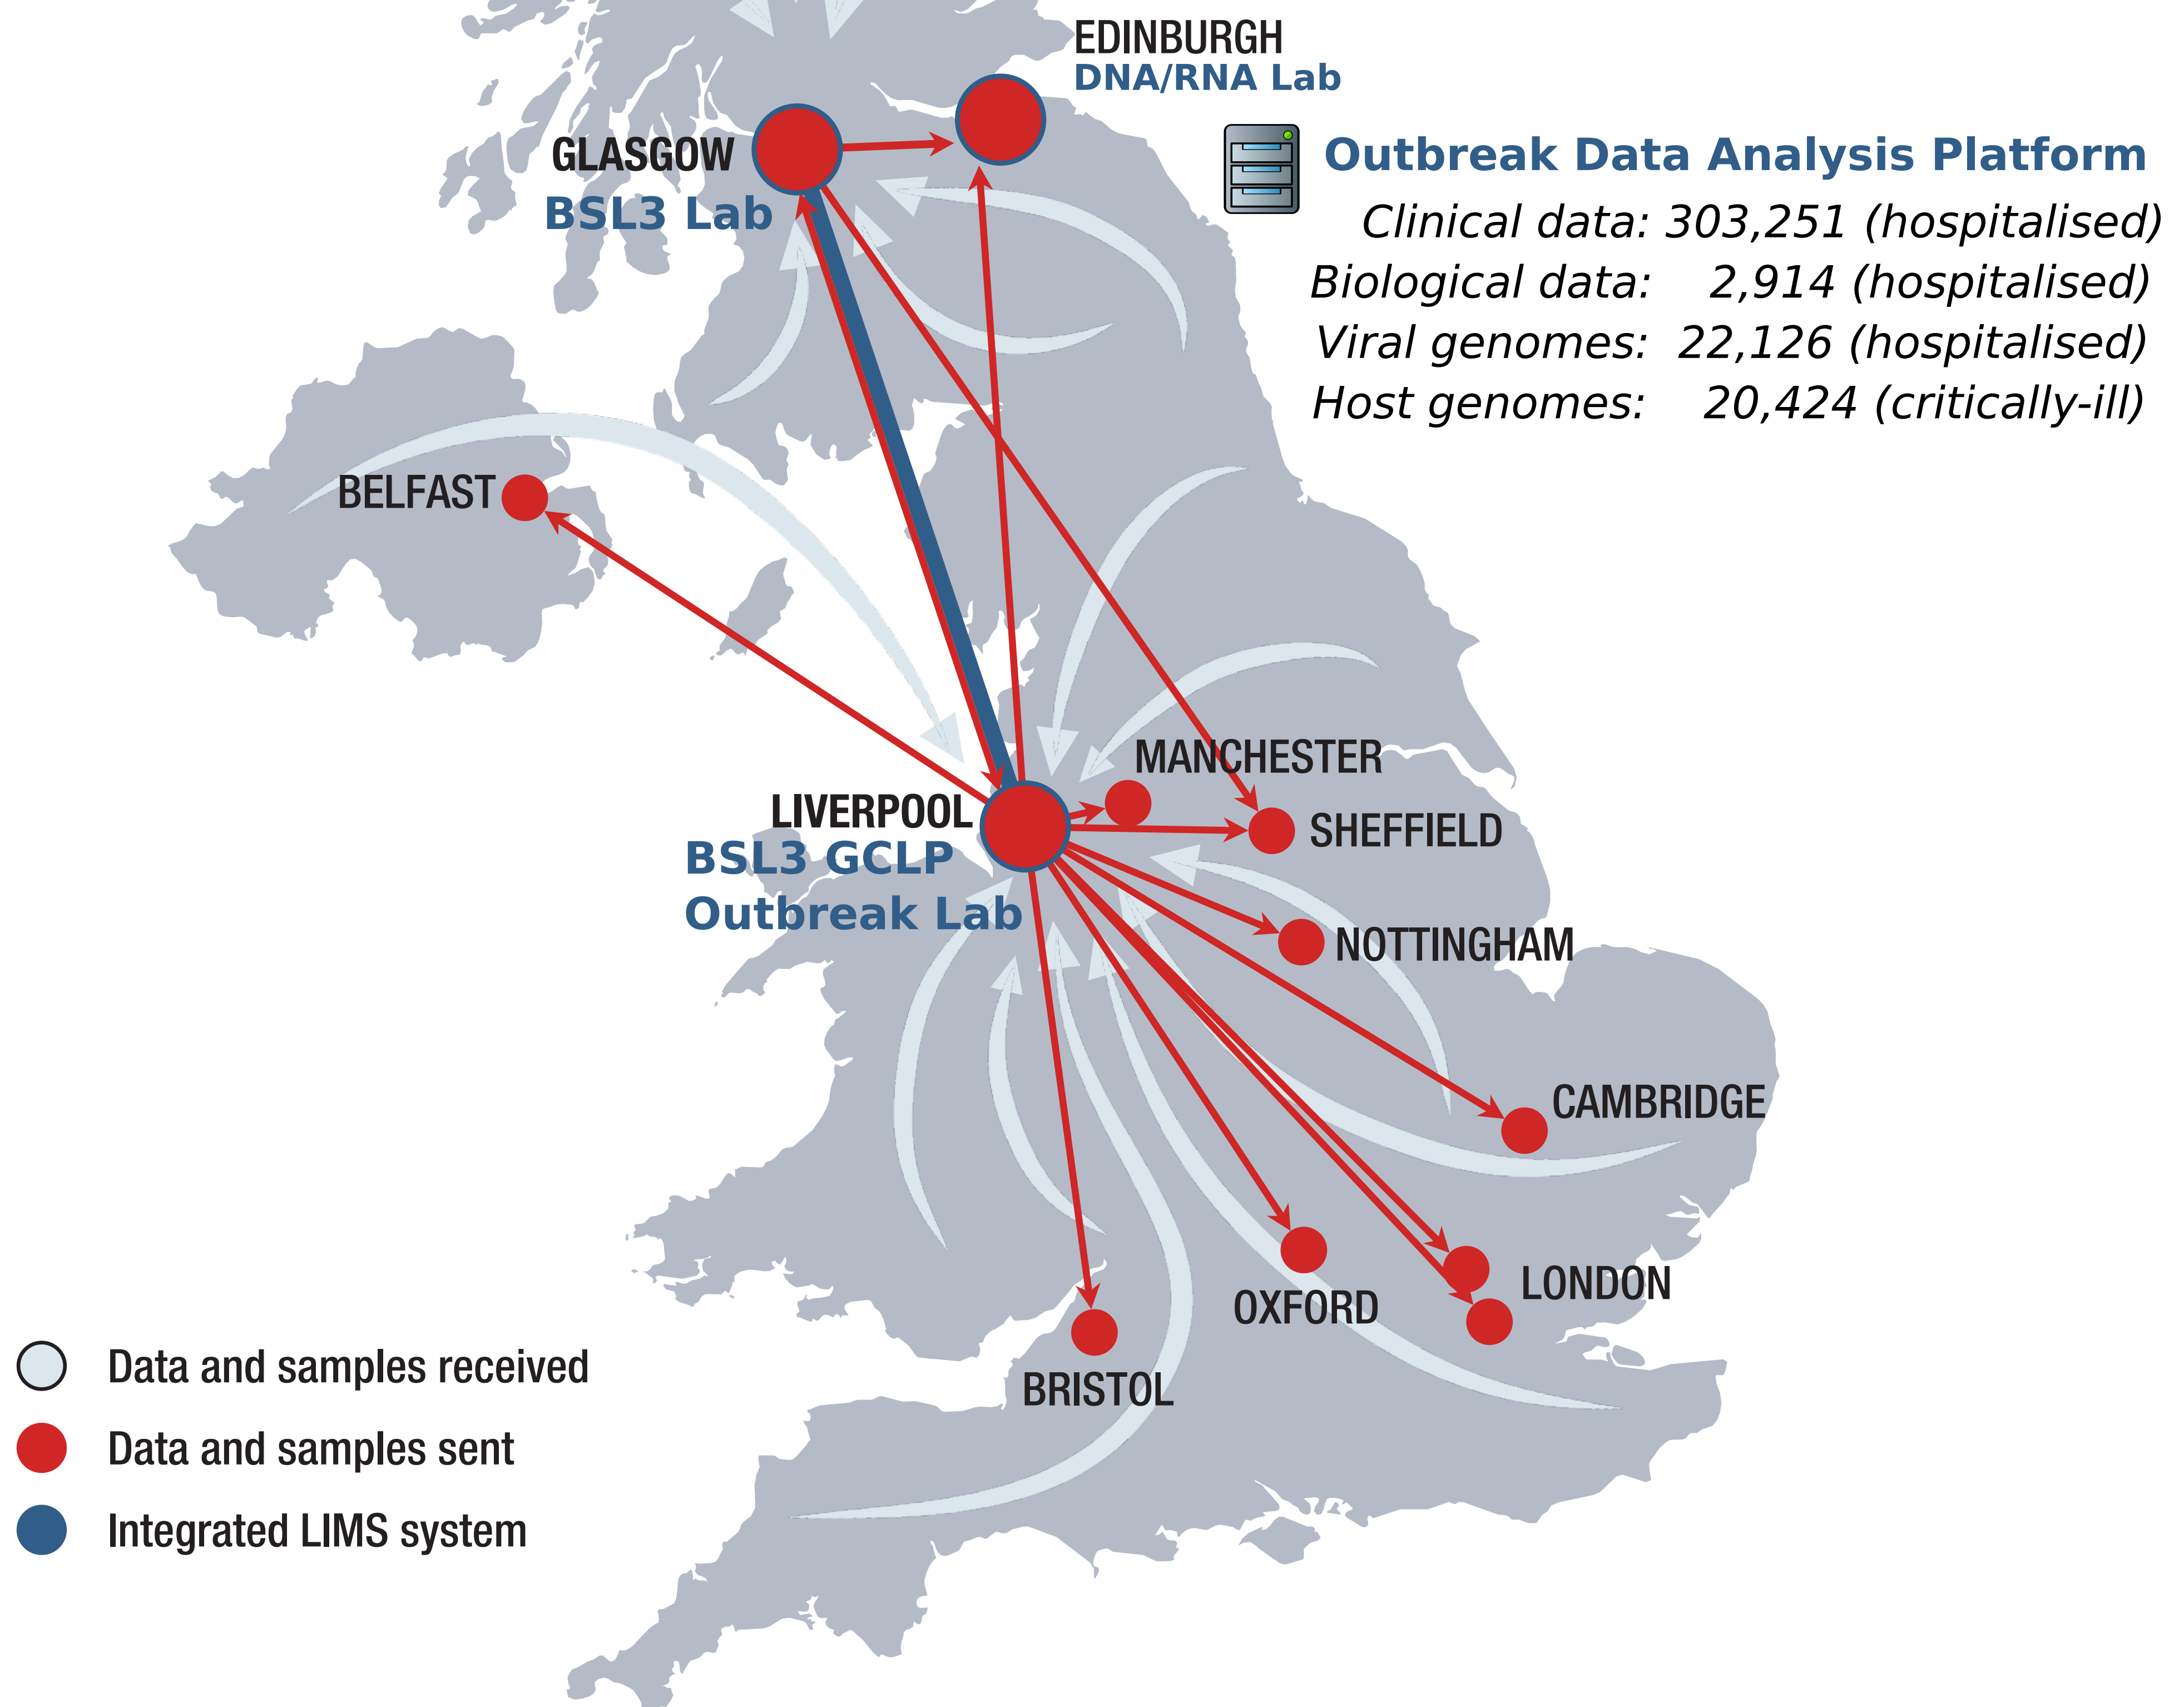 EDINBURGH
DNA/RNA Lab
GLASGOW
BSL3 Lab
Outbreak Data Analysis Platform
Clinical data: 303,251 (hospitalised)
Biological data: 2,914 (hospitalised)
Viral genomes: 22,126 (hospitalised)
Host genomes: 20,424 (critically-ill)
BELFAST
MANCHESTER
LIVERPOOL
BSL3 GCLP
Outbreak Lab
SHEFFIELD
NOTTINGHAM
CAMBRIDGE
LONDON
OXFORD
BRISTOL
Data and samples received
Data and samples sent
Integrated LIMS system